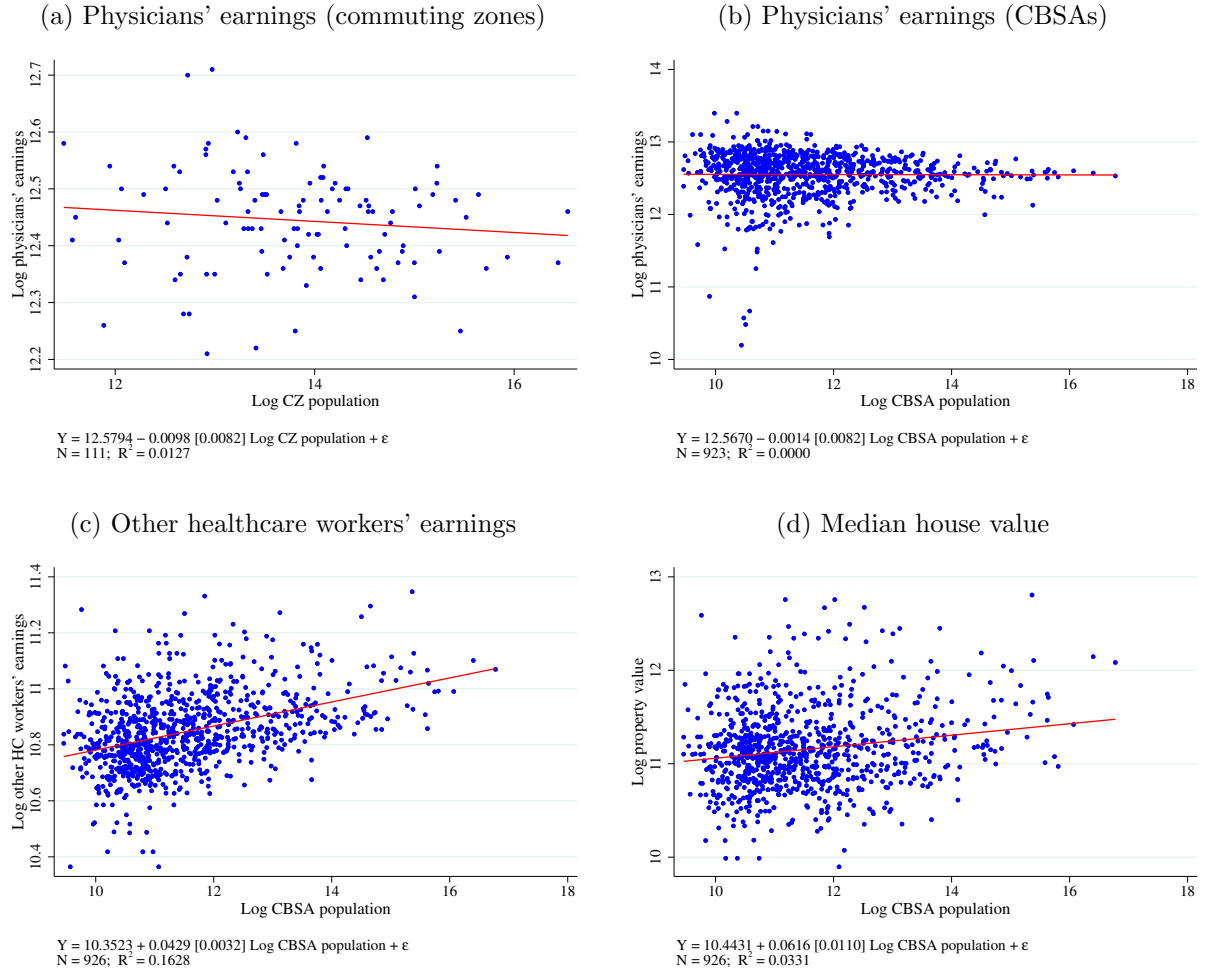 (a) Physicians' earnings (commuting zones)
Log physicians' earnings
12.7
12.6
12.5
12.4
12.3
12.2
12 14 16
Log CZ population
Y = 12.5794 − 0.0098 [0.0082] Log CZ population + ε
N = 111; R² = 0.0127
(b) Physicians' earnings (CBSAs)
Log physicians' earnings
14
13
12
11
10
10 12 14 16 18
Log CBSA population
Y = 12.5670 − 0.0014 [0.0082] Log CBSA population + ε
N = 923; R² = 0.0000
(c) Other healthcare workers' earnings
Log other HC workers' earnings
11.4
11.2
11
10.8
10.6
10.4
10 12 14 16 18
Log CBSA population
Y = 10.3523 + 0.0429 [0.0032] Log CBSA population + ε
N = 926; R² = 0.1628
(d) Median house value
Log property value
13
12
11
10
10 12 14 16 18
Log CBSA population
Y = 10.4431 + 0.0616 [0.0110] Log CBSA population + ε
N = 926; R² = 0.0331